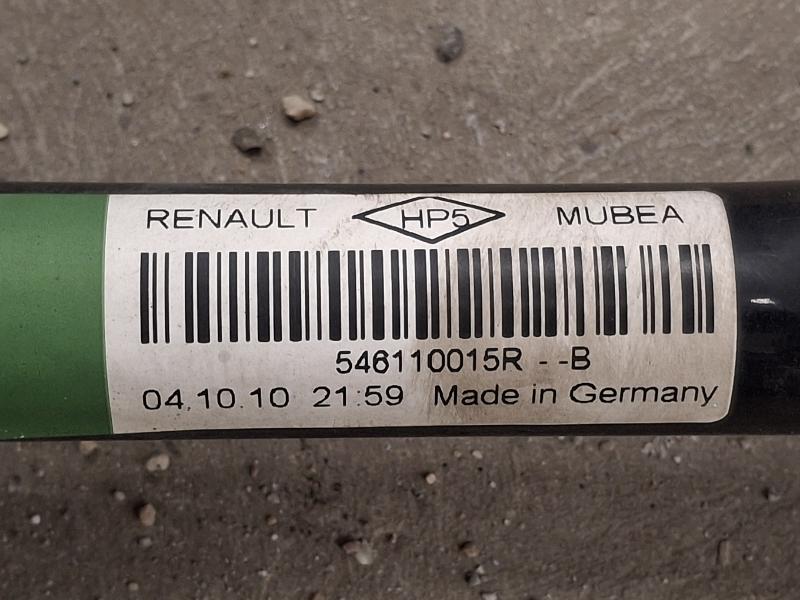 RENAULT HP5 MUBEA
546110015R - -B
04.10.10 21:59 Made in Germany